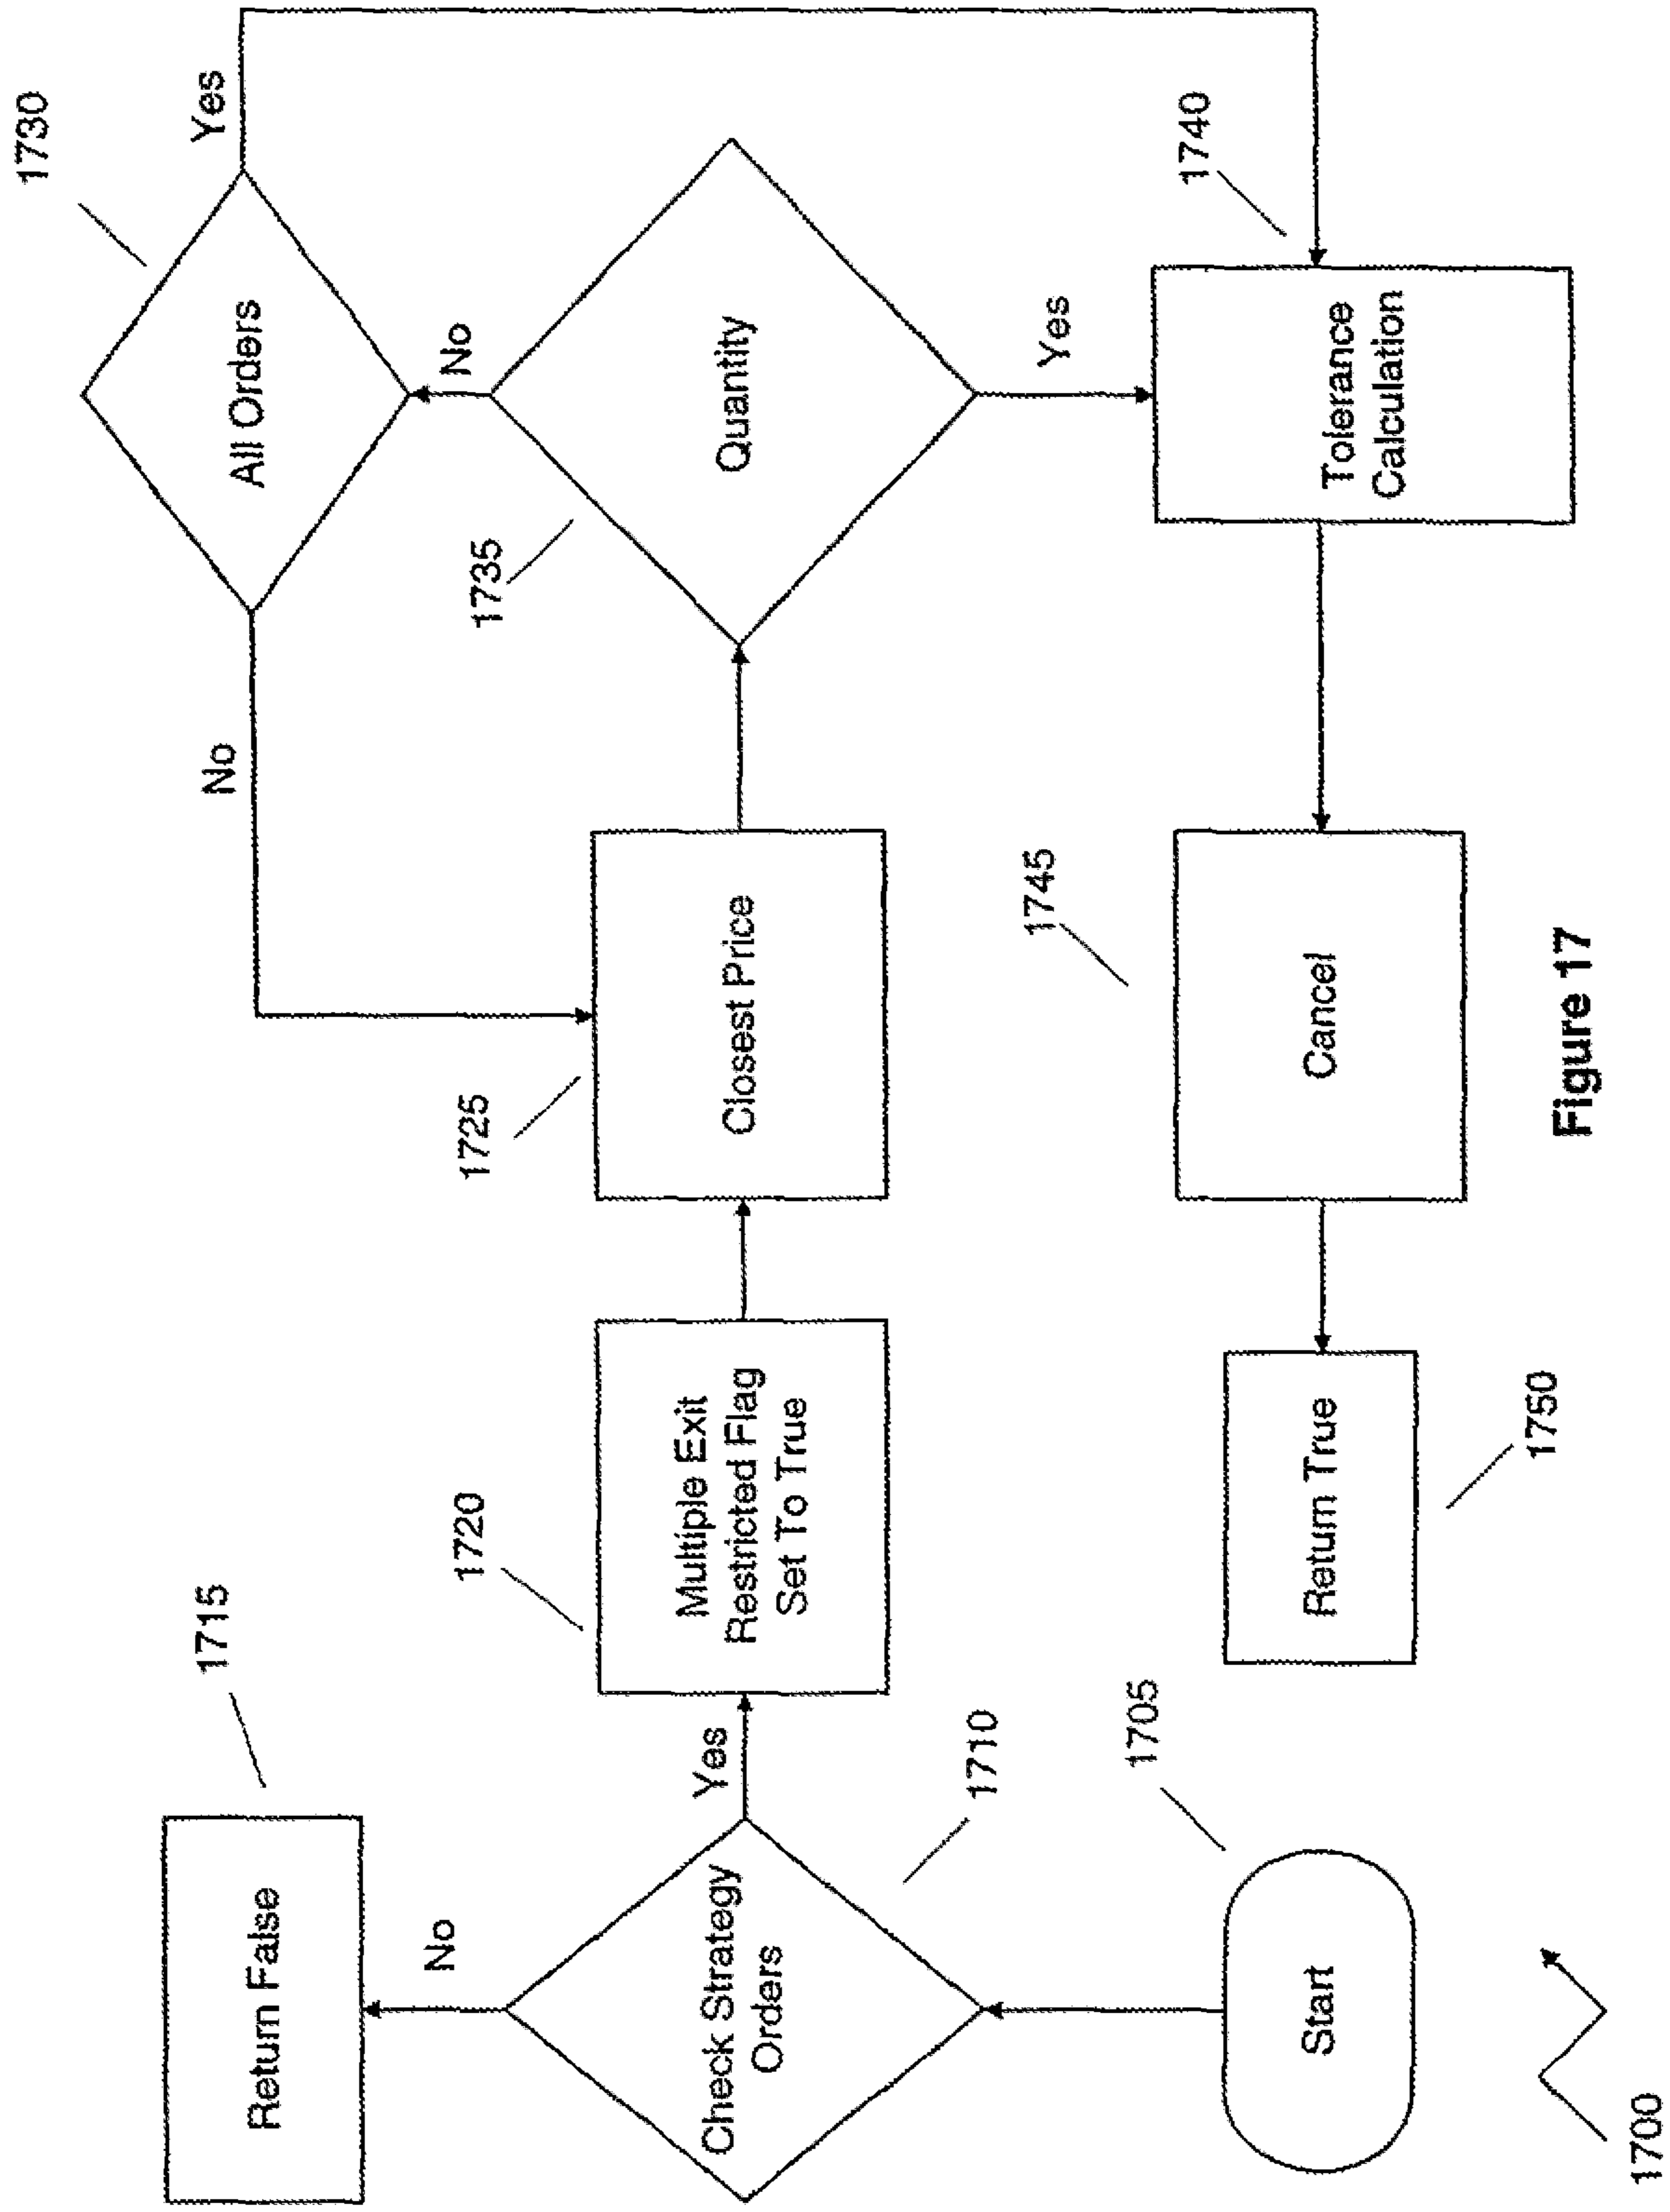 1715
Return False
No
Check Strategy
Orders
Yes
1710
1705
Start
1700
1720
Multiple Exit
Restricted Flag
Set To True
1725
Closest Price
No
1730
All Orders
Yes
No
1735
Quantity
Yes
1740
Tolerance
Calculation
1745
Cancel
Return True
1750
Figure 17